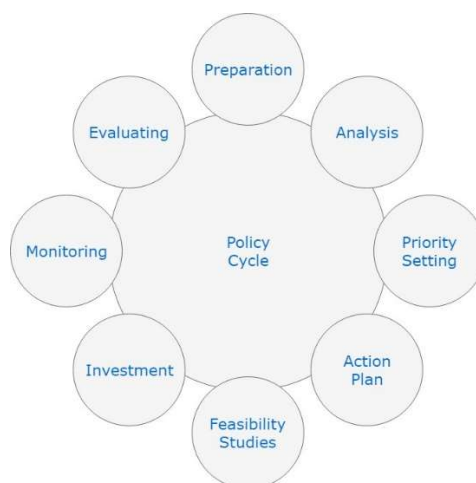 Preparation
Evaluating
Analysis
Policy
Cycle
Monitoring
Priority
Setting
Investment
Action
Plan
Feasibility
Studies